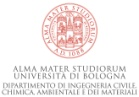 ALMA MATER STUDIORUM
UNIVERSITÀ DI BOLOGNA
DIPARTIMENTO DI INGEGNERIA CIVILE,
CHIMICA, AMBIENTALE E DEI MATERIALI